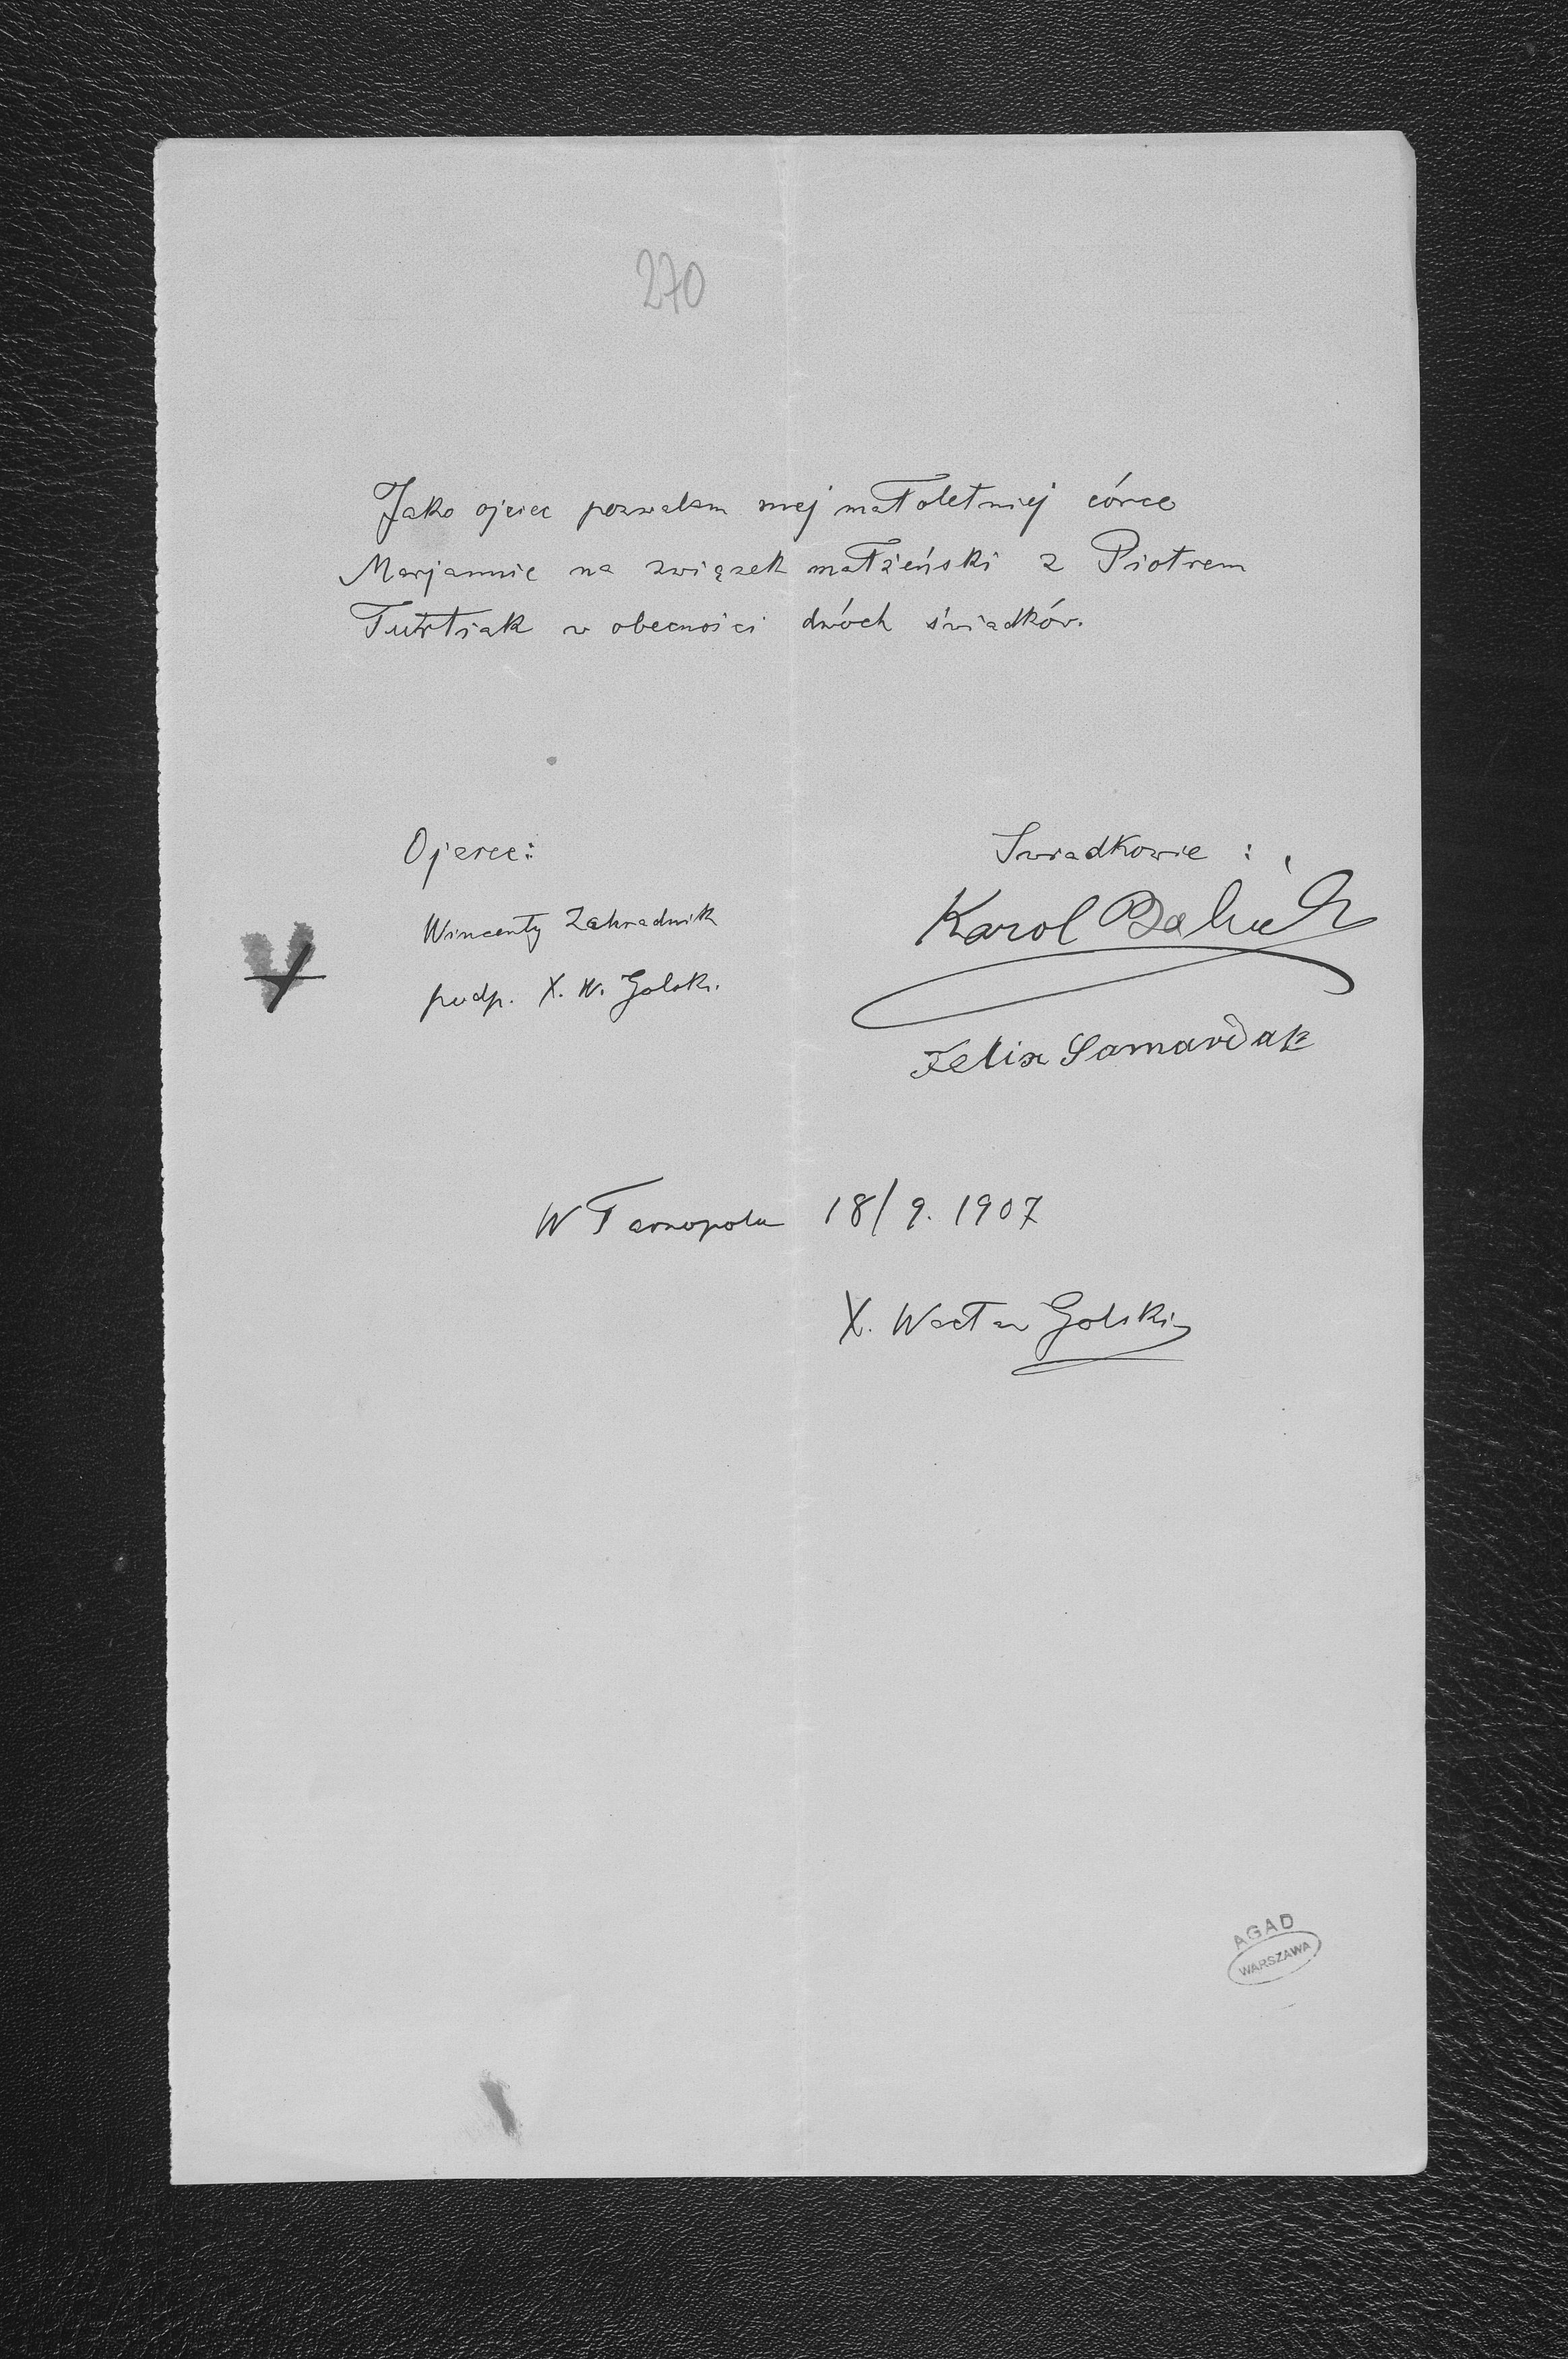 270
Jako ojciec pozwalam mej małoletniej córce
Marjannie na związek małżeński z Piotrem
w obecności dwóch świadków.
Ojciec:
Świadkowie:
Wincenty Zahradnik
Karol
podp. X. W. Golski.
Felix Samardak
W Tarnopolu 18/9. 1907
X. Wacław Golski
AGAD
WARSZAWA